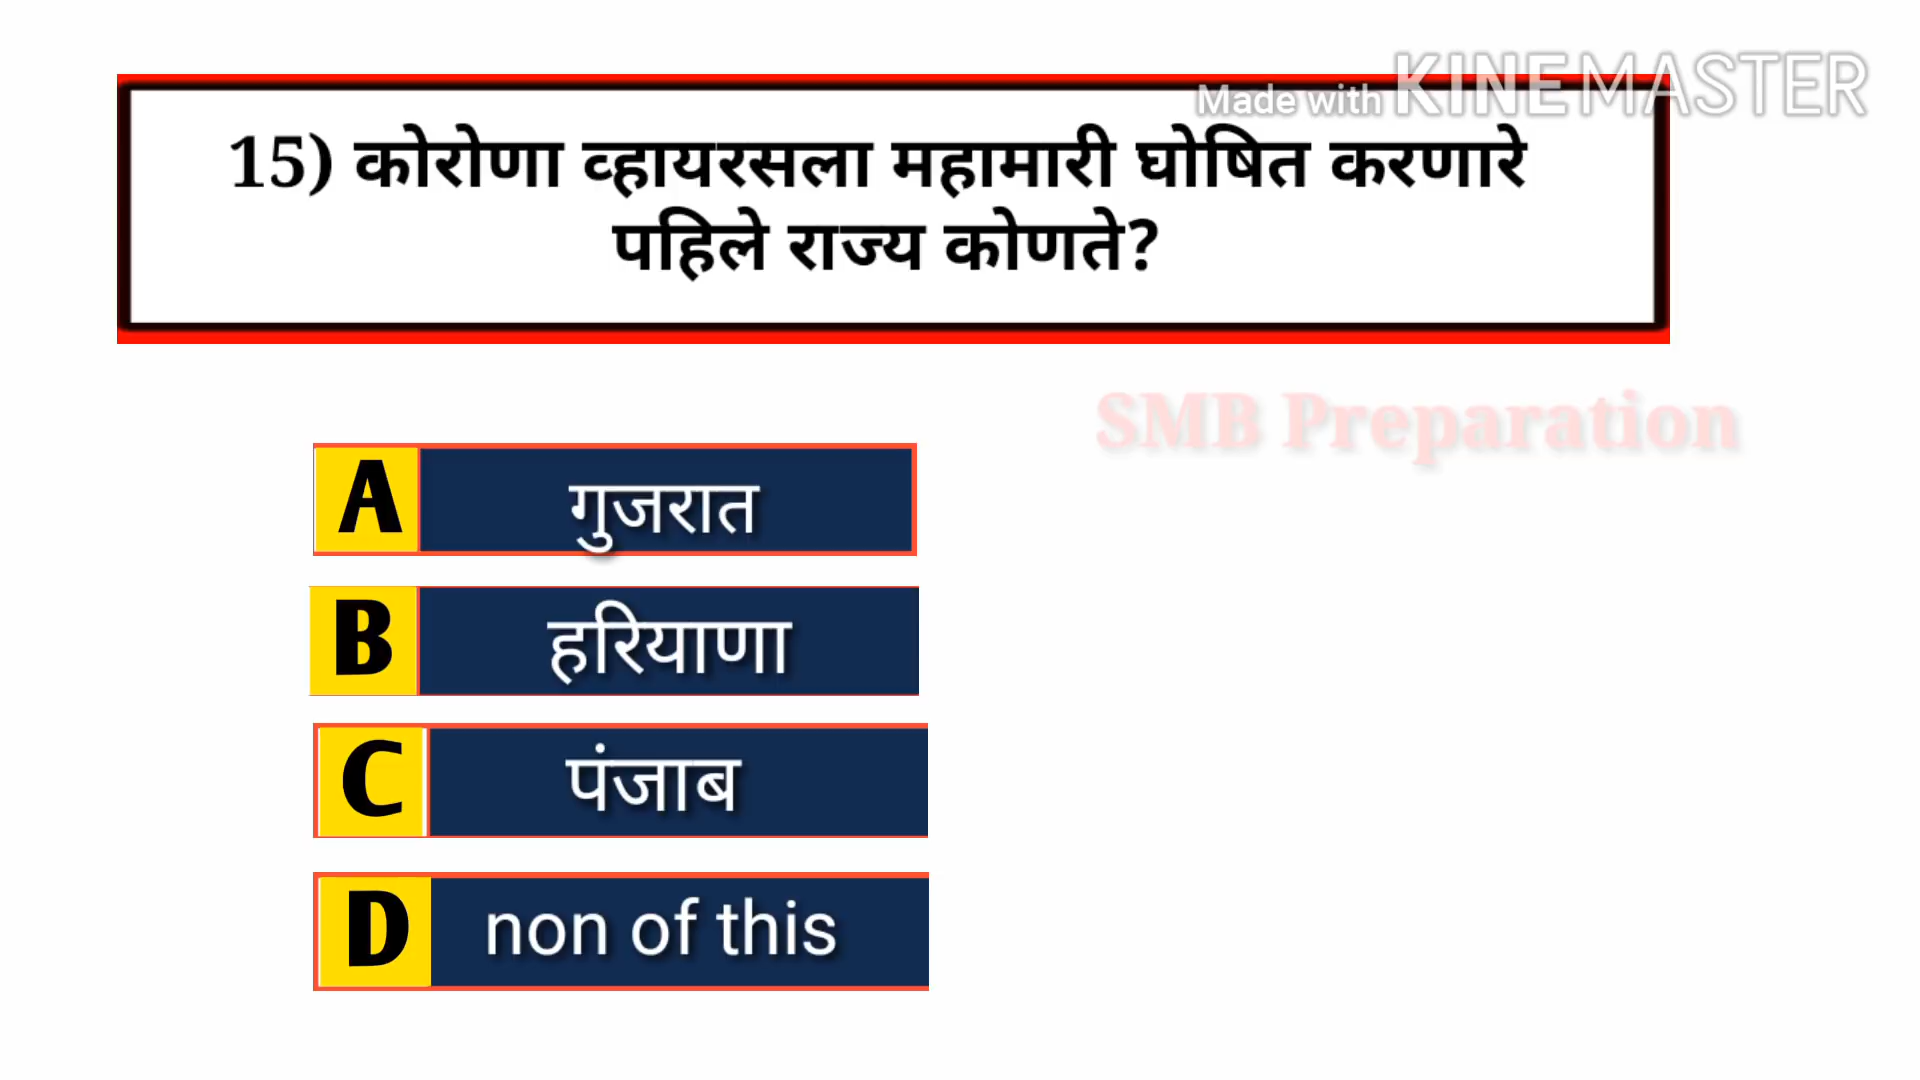 Made with KINEMASTER
15) कोरोणा व्हायरसला महामारी घोषित करणारे
पहिले राज्य कोणते?
SMB Preparation
A गुजरात
B हरियाणा
C पंजाब
D non of this